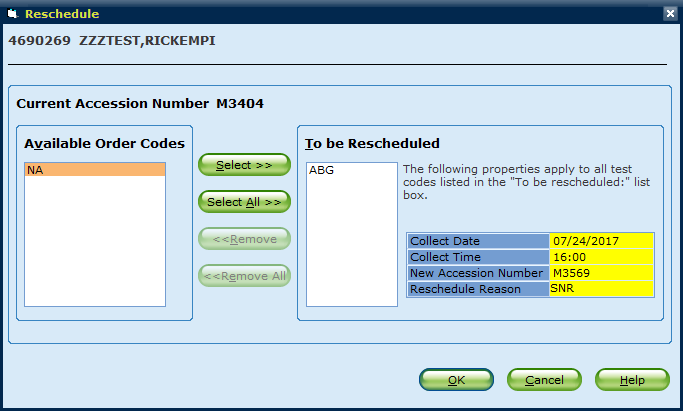 Reschedule
4690269 ZZZTEST,RICKEMPI
Current Accession Number M3404
Available Order Codes
NA
Select >>
Select All >>
<<Remove
<<Remove All
To be Rescheduled
ABG
The following properties apply to all test
codes listed in the "To be rescheduled:" list
box.
Collect Date 07/24/2017
Collect Time 16:00
New Accession Number M3569
Reschedule Reason SNR
OK
Cancel
Help